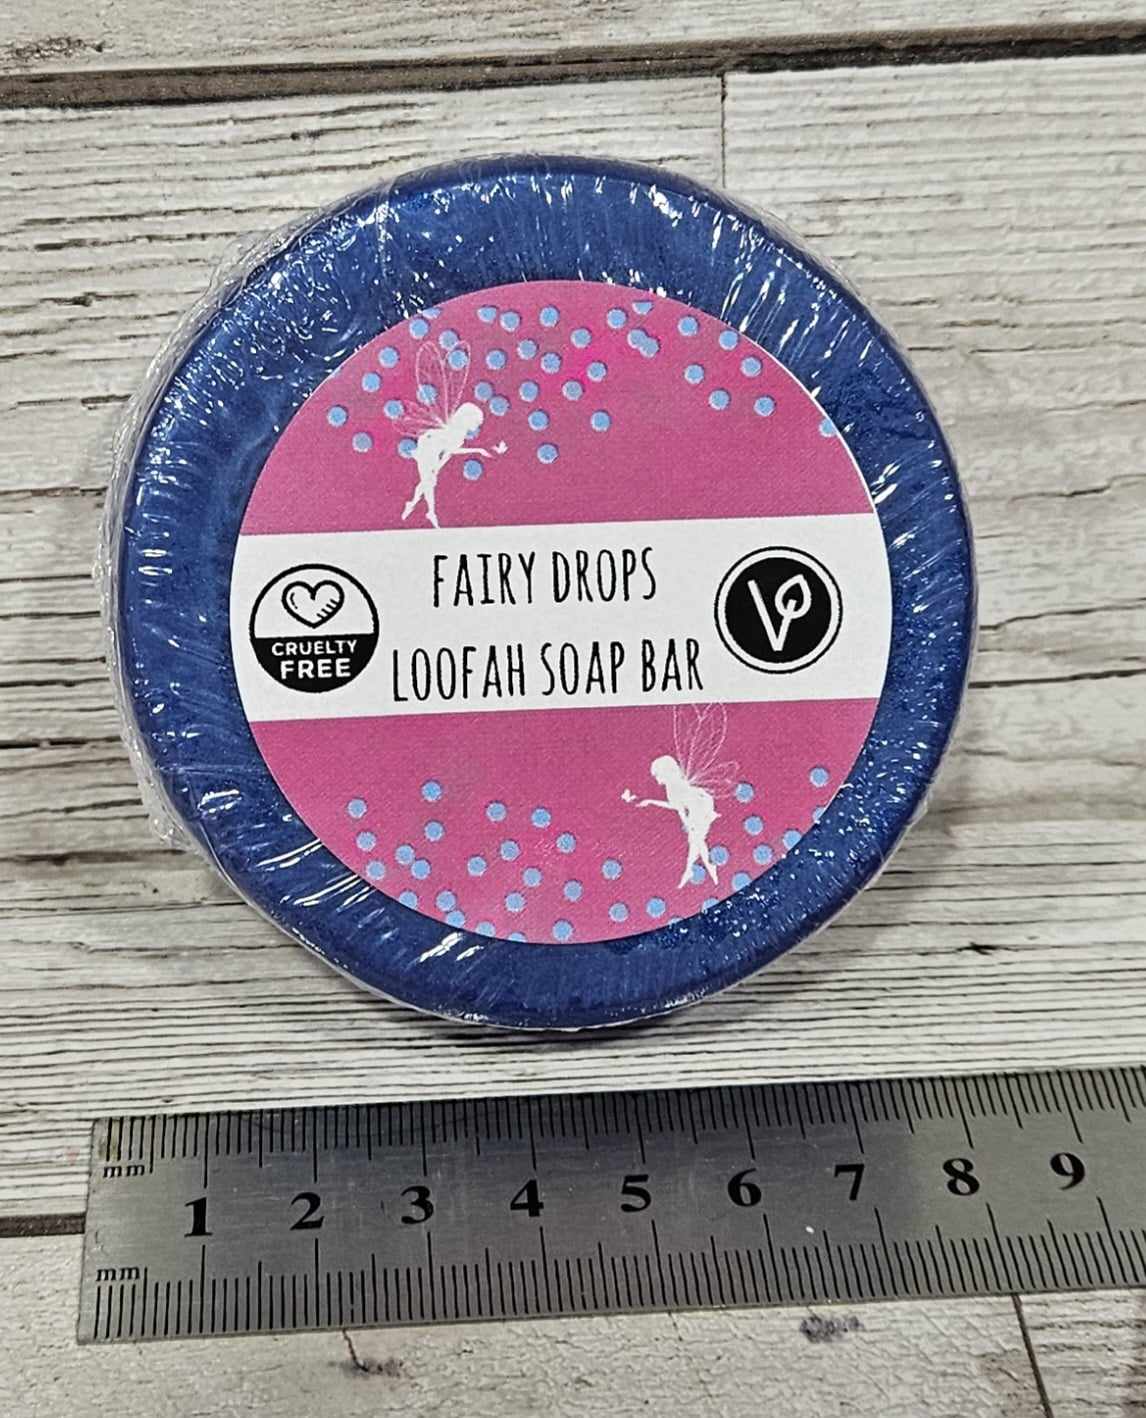 FAIRY DROPS
LOOFAH SOAP BAR
CRUELTY
FREE
V
mm
1 2 3 4 5 6 7 8 9
mm